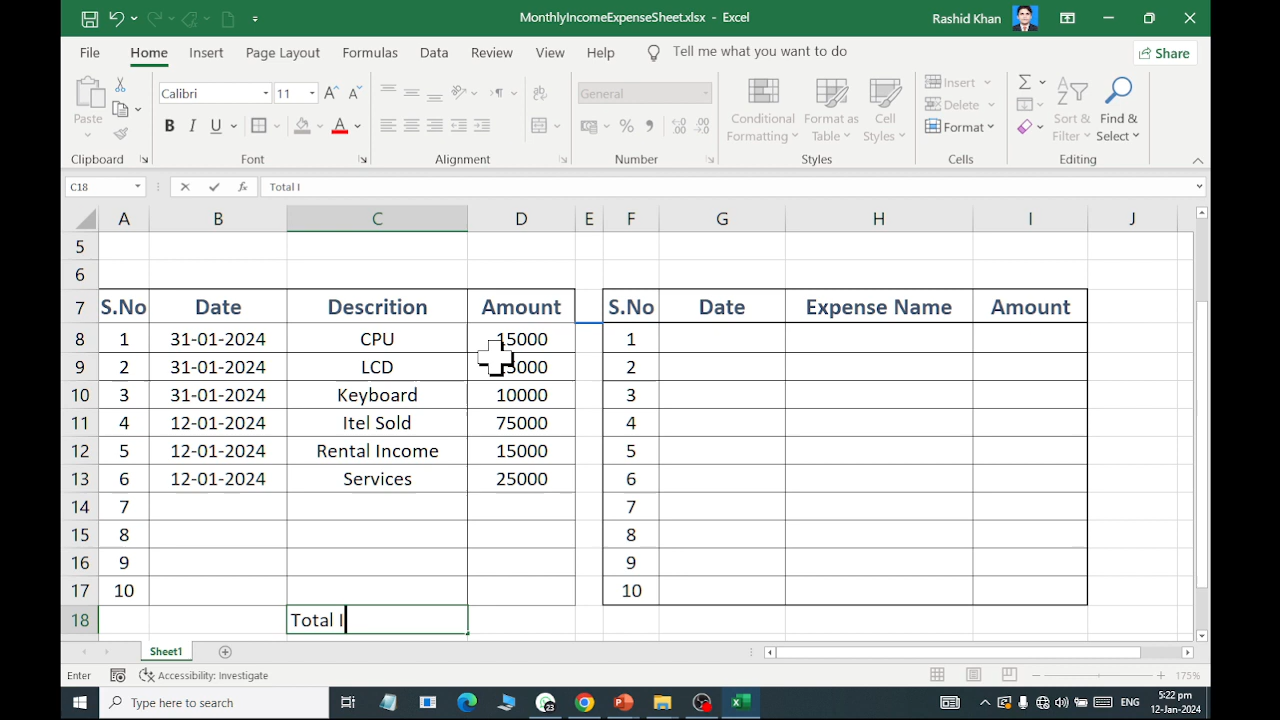 MonthlyIncomeExpenseSheet.xlsx - Excel
Rashid Khan
File Home Insert Page Layout Formulas Data Review View Help Tell me what you want to do Share
Calibri 11 General Insert
Paste Conditional Formatting Format as Table Cell Styles Delete Format Sort & Filter Find & Select
Clipboard Font Alignment Number Styles Cells Editing
C18 Total I
A B C D E F G H I J
5
6
7 S.No Date Descrition Amount S.No Date Expense Name Amount
8 1 31-01-2024 CPU 15000 1
9 2 31-01-2024 LCD 5000 2
10 3 31-01-2024 Keyboard 10000 3
11 4 12-01-2024 Itel Sold 75000 4
12 5 12-01-2024 Rental Income 15000 5
13 6 12-01-2024 Services 25000 6
14 7 7
15 8 8
16 9 9
17 10 10
18 Total I
Sheet1
Enter Accessibility: Investigate 175%
Type here to search
ENG
5:22 pm
12-Jan-2024